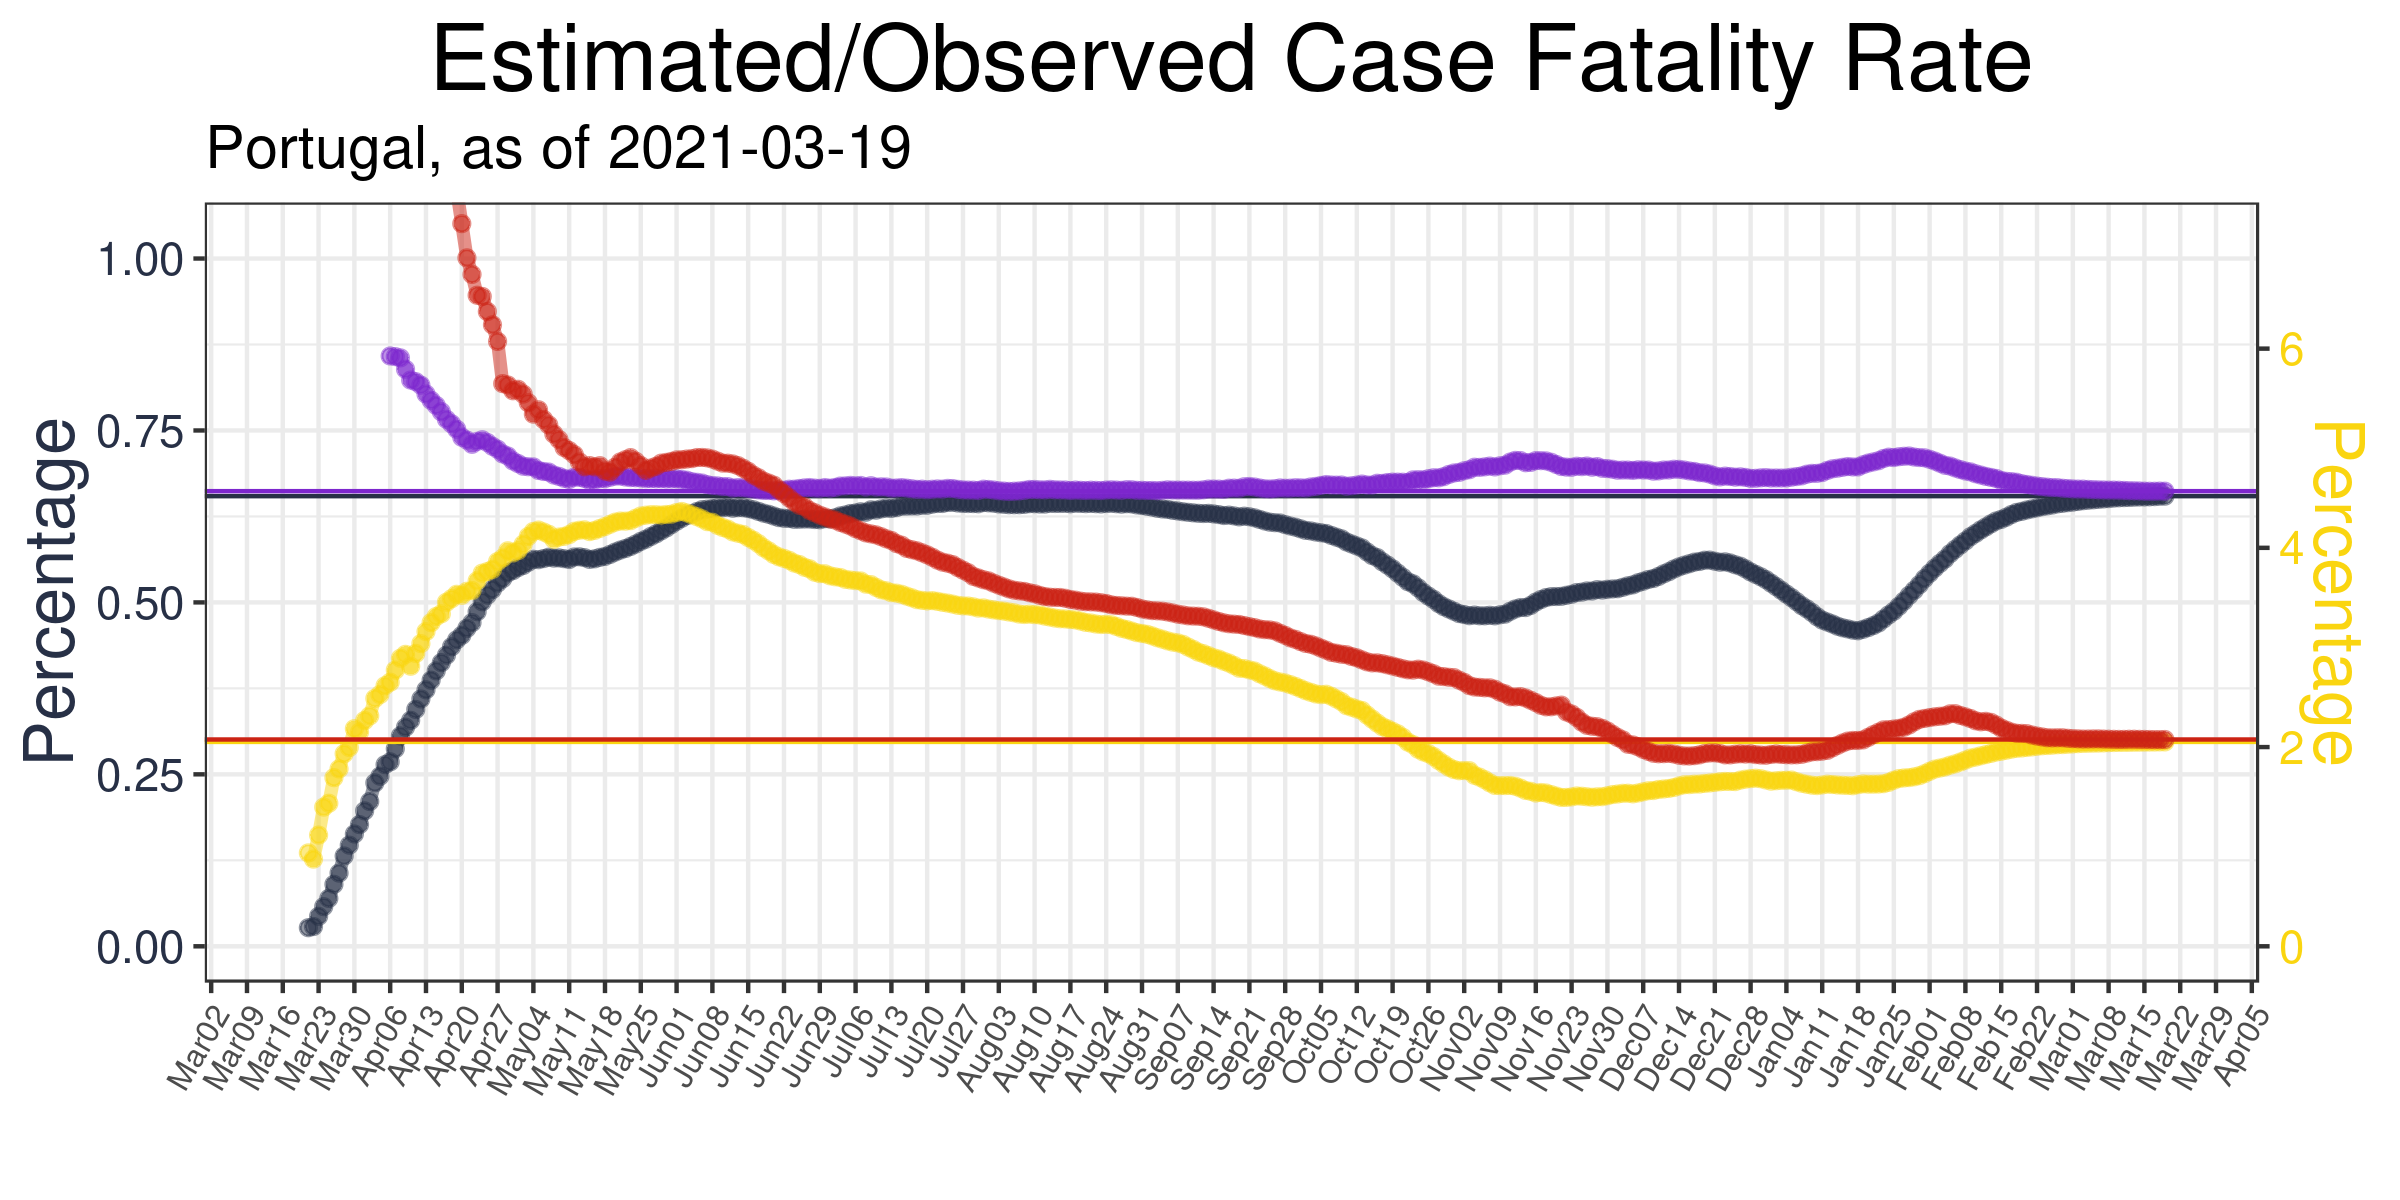 Estimated/Observed Case Fatality Rate
Portugal, as of 2021-03-19
Percentage
1.00
0.75
0.50
0.25
0.00
6
4
2
0
Percentage
Mar02 Mar09 Mar16 Mar23 Mar30 Apr06 Apr13 Apr20 Apr27 May04 May11 May18 May25 Jun01 Jun08 Jun15 Jun22 Jun29 Jul06 Jul13 Jul20 Jul27 Aug03 Aug10 Aug17 Aug24 Aug31 Sep07 Sep14 Sep21 Sep28 Oct05 Oct12 Oct19 Oct26 Nov02 Nov09 Nov16 Nov23 Nov30 Dec07 Dec14 Dec21 Dec28 Jan04 Jan11 Jan18 Jan25 Feb01 Feb08 Feb15 Feb22 Mar01 Mar08 Mar15 Mar22 Mar29 Apr05